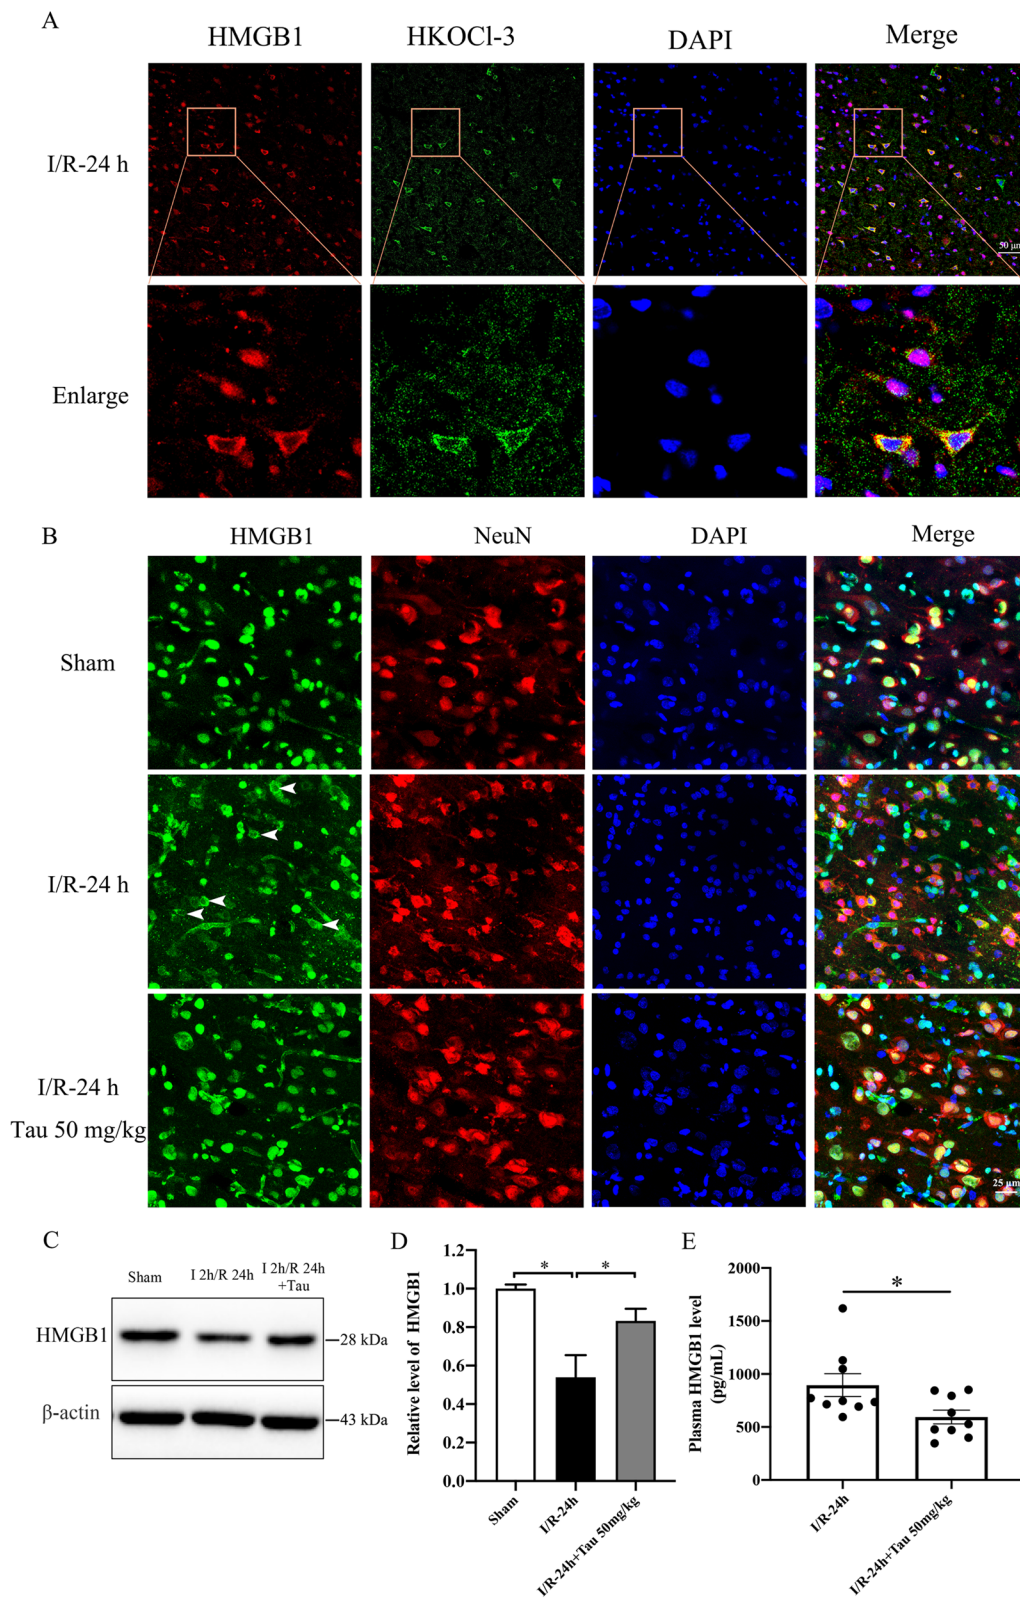 A
HMGB1 HKOCl-3 DAPI Merge
I/R-24 h
50 μm
Enlarge
B
HMGB1 NeuN DAPI Merge
Sham
I/R-24 h
I/R-24 h
Tau 50 mg/kg
25 μm
C
Sham I 2h/R 24h I 2h/R 24h
+Tau
HMGB1 28 kDa
β-actin 43 kDa
D
Relative level of HMGB1
1.2
1.0
0.8
0.6
0.4
0.2
0.0
* *
Sham
I/R-24h
I/R-24h+Tau 50mg/kg
E
Plasma HMGB1 level
(pg/mL)
2000
1500
1000
500
0
*
I/R-24h
I/R-24h+Tau 50mg/kg